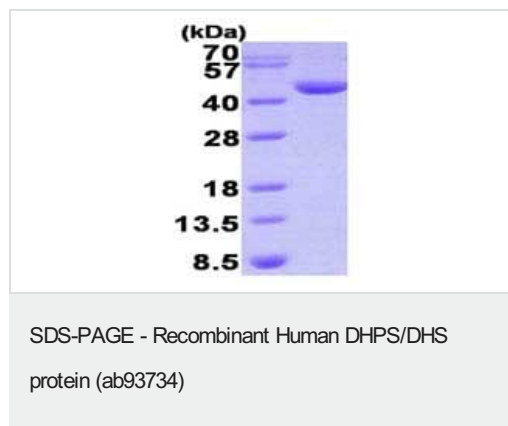 (kDa)
70
57
40
28
18
13.5
8.5
SDS-PAGE - Recombinant Human DHPS/DHS
protein (ab93734)